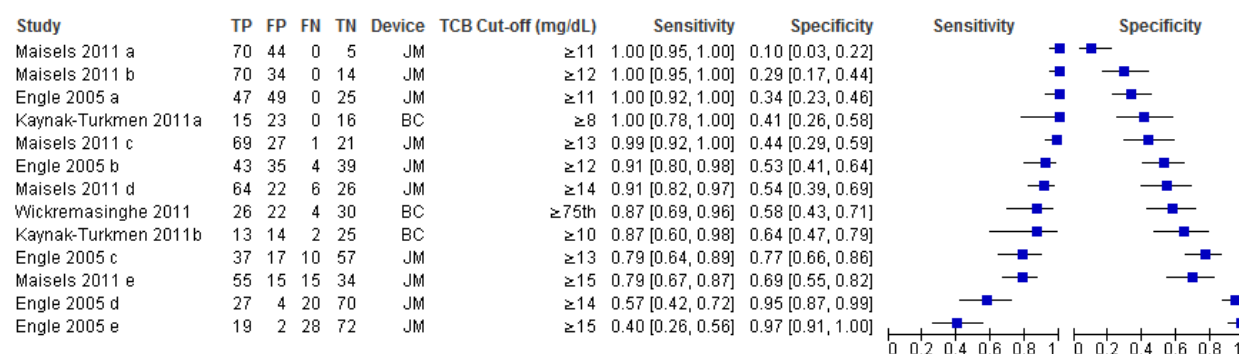 Study TP FP FN TN Device TCB Cut-off (mg/dL) Sensitivity Specificity Sensitivity Specificity
Maisels 2011 a 70 44 0 5 JM ≥11 1.00 [0.95, 1.00] 0.10 [0.03, 0.22]
Maisels 2011 b 70 34 0 14 JM ≥12 1.00 [0.95, 1.00] 0.29 [0.17, 0.44]
Engle 2005 a 47 49 0 25 JM ≥11 1.00 [0.92, 1.00] 0.34 [0.23, 0.46]
Kaynak-Turkmen 2011a 15 23 0 16 BC ≥8 1.00 [0.78, 1.00] 0.41 [0.26, 0.58]
Maisels 2011 c 69 27 1 21 JM ≥13 0.99 [0.92, 1.00] 0.44 [0.29, 0.59]
Engle 2005 b 43 35 4 39 JM ≥12 0.91 [0.80, 0.98] 0.53 [0.41, 0.64]
Maisels 2011 d 64 22 6 26 JM ≥14 0.91 [0.82, 0.97] 0.54 [0.39, 0.69]
Wickremasinghe 2011 26 22 4 30 BC ≥75th 0.87 [0.69, 0.96] 0.58 [0.43, 0.71]
Kaynak-Turkmen 2011b 13 14 2 25 BC ≥10 0.87 [0.60, 0.98] 0.64 [0.47, 0.79]
Engle 2005 c 37 17 10 57 JM ≥13 0.79 [0.64, 0.89] 0.77 [0.66, 0.86]
Maisels 2011 e 55 15 15 34 JM ≥15 0.79 [0.67, 0.87] 0.69 [0.55, 0.82]
Engle 2005 d 27 4 20 70 JM ≥14 0.57 [0.42, 0.72] 0.95 [0.87, 0.99]
Engle 2005 e 19 2 28 72 JM ≥15 0.40 [0.26, 0.56] 0.97 [0.91, 1.00]
0 0.2 0.4 0.6 0.8 1 0 0.2 0.4 0.6 0.8 1